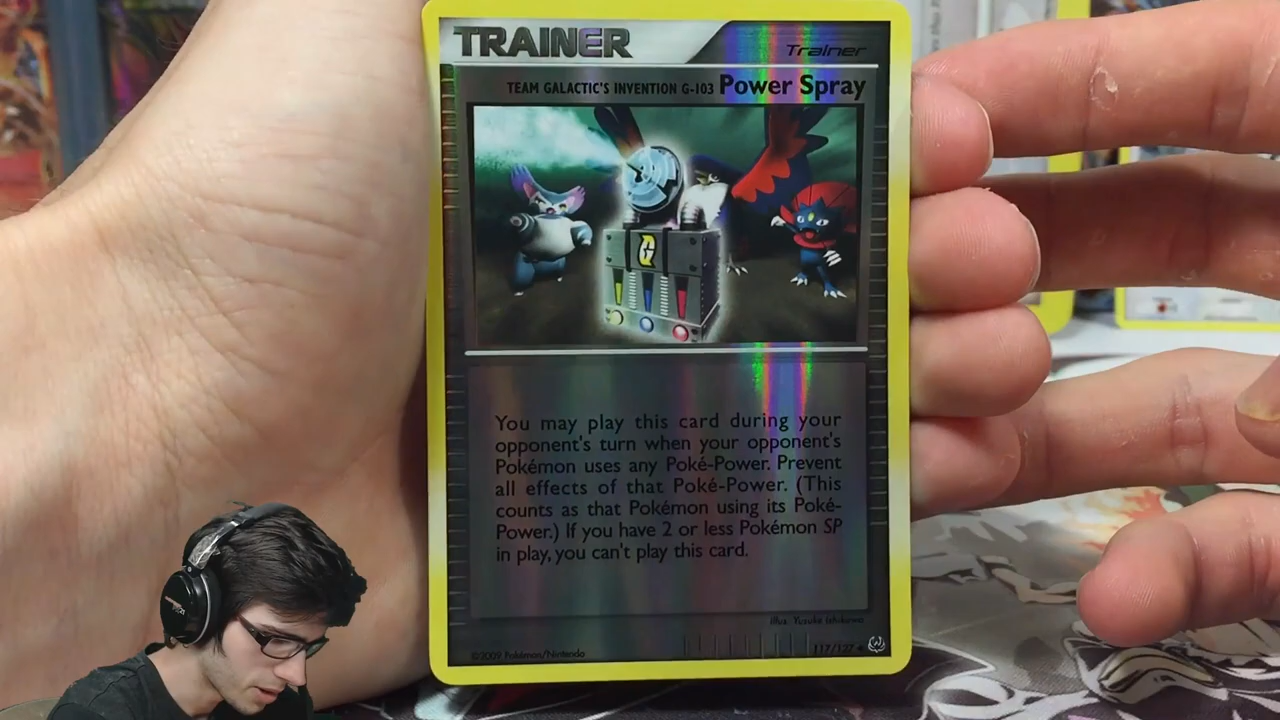 TRAINER
Trainer
TEAM GALACTIC'S INVENTION G-103 Power Spray
G
You may play this card during your
opponent's turn when your opponent's
Pokémon uses any Poké-Power. Prevent
all effects of that Poké-Power. (This
counts as that Pokémon using its Poké-
Power.) If you have 2 or less Pokémon SP
in play, you can't play this card.
Illus. Yusuke Ishikawa
©2009 Pokémon/Nintendo
117/127